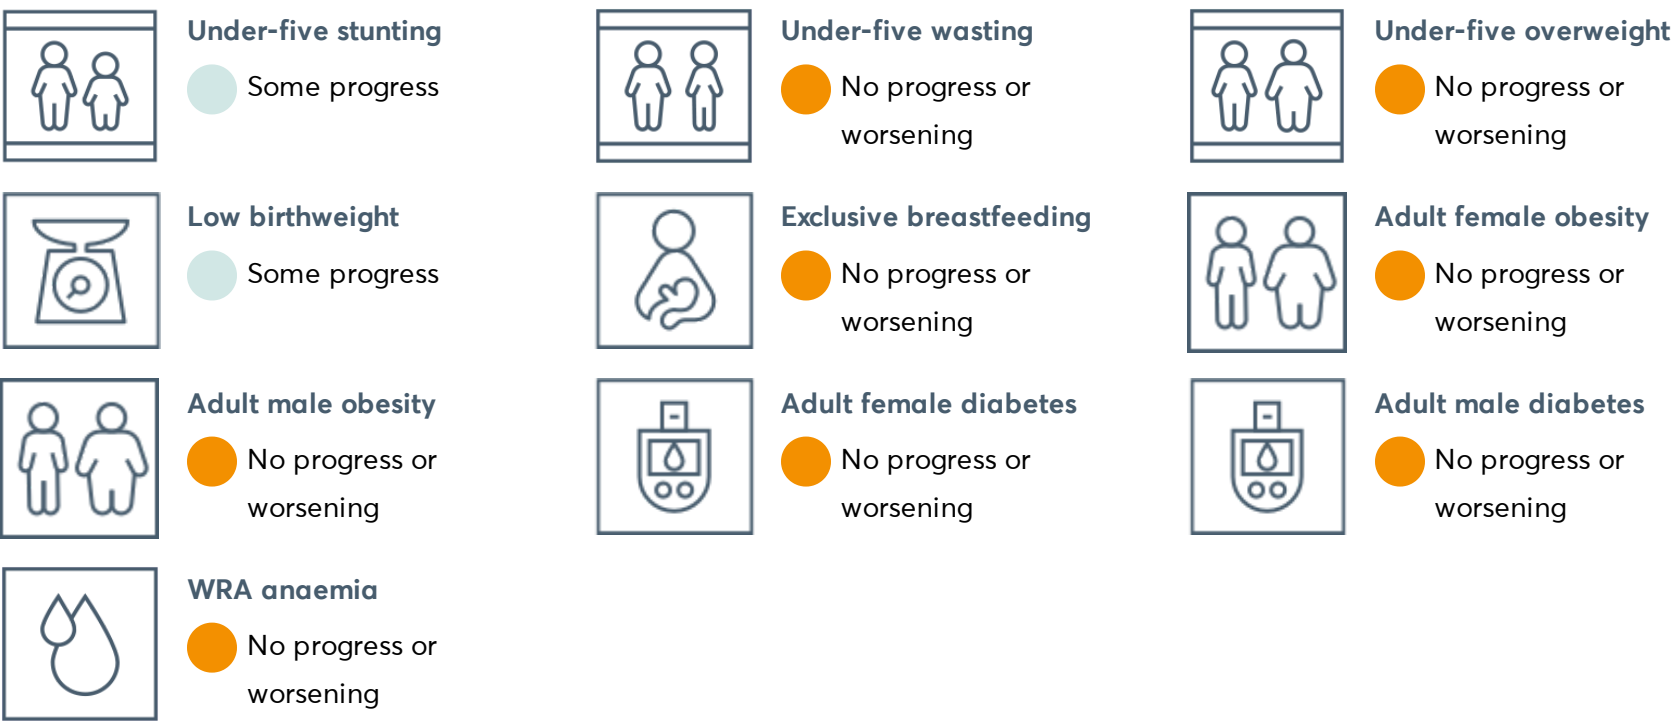 Under-five stunting
Some progress
Under-five wasting
No progress or
worsening
Under-five overweight
No progress or
worsening
Low birthweight
Some progress
Exclusive breastfeeding
No progress or
worsening
Adult female obesity
No progress or
worsening
Adult male obesity
No progress or
worsening
Adult female diabetes
No progress or
worsening
Adult male diabetes
No progress or
worsening
WRA anaemia
No progress or
worsening